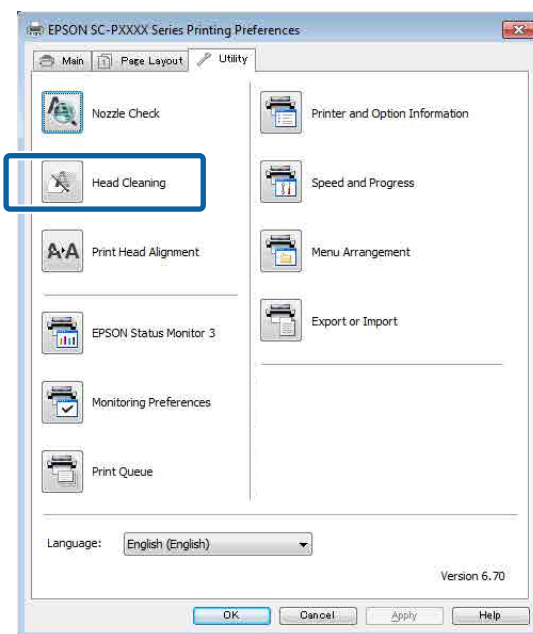 EPSON SC-PXXXX Series Printing Preferences
Main
Page Layout
Utility
Nozzle Check
Head Cleaning
Print Head Alignment
EPSON Status Monitor 3
Monitoring Preferences
Print Queue
Printer and Option Information
Speed and Progress
Menu Arrangement
Export or Import
Language: English (English)
Version 6.70
OK Cancel Apply Help